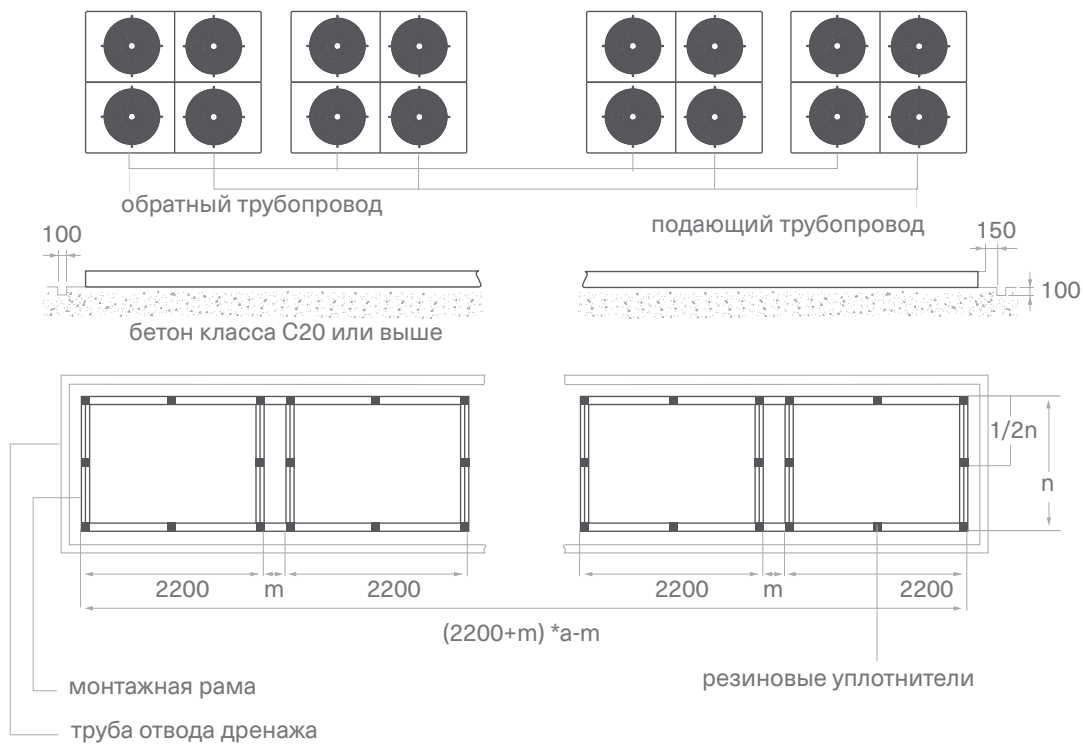 обратный трубопровод
подающий трубопровод
100
150
100
бетон класса С20 или выше
1/2n
n
2200 m 2200
2200 m 2200
(2200+m) *a-m
резиновые уплотнители
монтажная рама
труба отвода дренажа